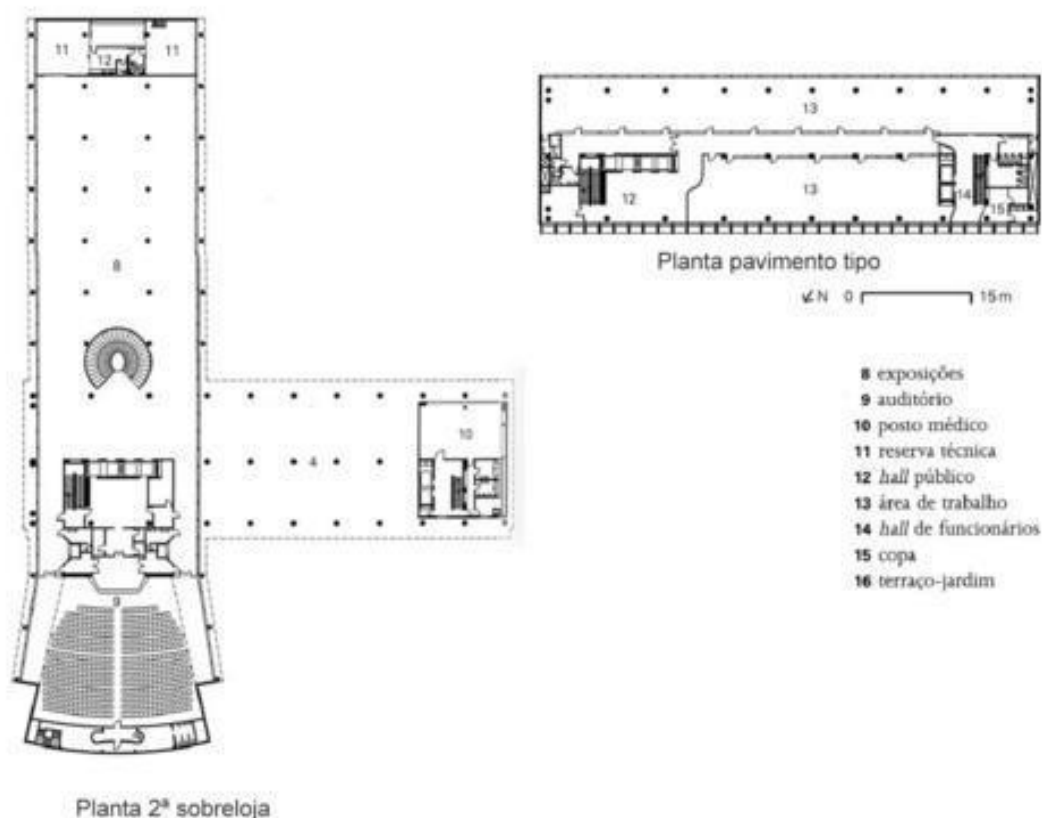 11
12
11
8
4
10
9
Planta 2ª sobreloja
13
12
13
14
15
Planta pavimento tipo
N 0 15 m
8 exposições
9 auditório
10 posto médico
11 reserva técnica
12 hall público
13 área de trabalho
14 hall de funcionários
15 copa
16 terraço-jardim